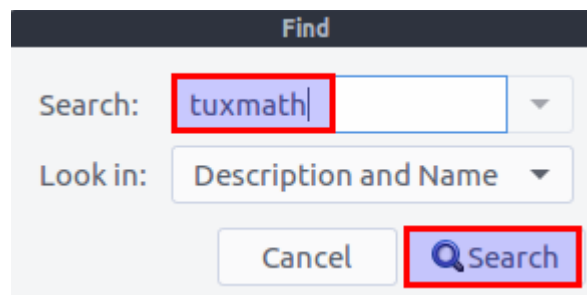 Find
Search: tuxmath
Look in: Description and Name
Cancel Search